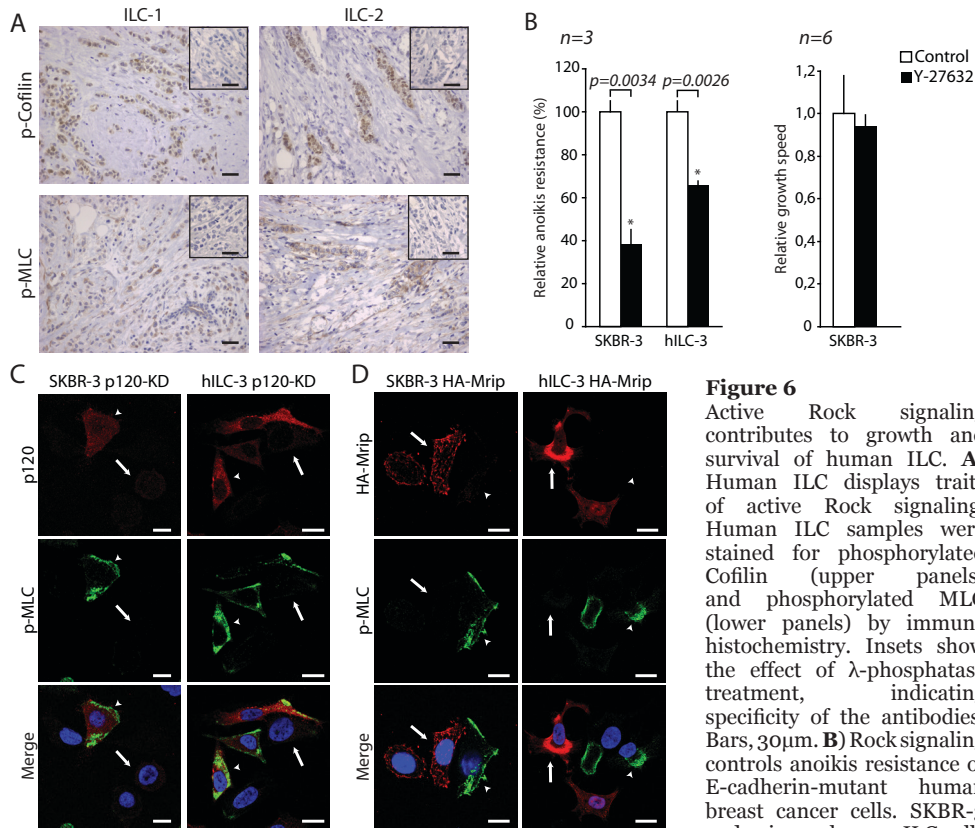 A
ILC-1
ILC-2
p-Cofilin
p-MLC
B
n=3
n=6
Control
Y-27632
Relative anoikis resistance (%)
120
100
80
60
40
20
0
p=0.0034
p=0.0026
*
*
SKBR-3
hILC-3
Relative growth speed
1,2
1,0
0,8
0,6
0,4
0,2
0
SKBR-3
C
SKBR-3 p120-KD
hILC-3 p120-KD
p120
p-MLC
Merge
D
SKBR-3 HA-Mrip
hILC-3 HA-Mrip
HA-Mrip
p-MLC
Merge
Figure 6
Active Rock signalin
contributes to growth an
survival of human ILC. A
Human ILC displays trait
of active Rock signaling
Human ILC samples wer
stained for phosphorylate
Cofilin (upper panels
and phosphorylated MLC
(lower panels) by immun
histochemistry. Insets show
the effect of λ-phosphatas
treatment, indicatin
specificity of the antibodies
Bars, 30µm. B) Rock signalin
controls anoikis resistance o
E-cadherin-mutant human
breast cancer cells. SKBR-